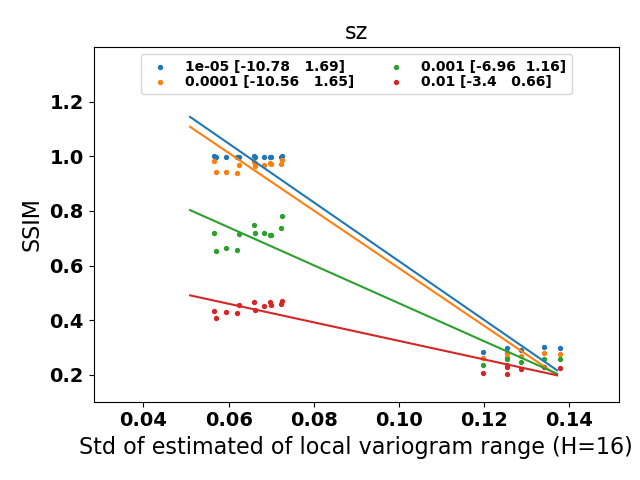 sz
1e-05 [-10.78   1.69]
0.0001 [-10.56   1.65]
0.001 [-6.96  1.16]
0.01 [-3.4   0.66]
SSIM
1.2
1.0
0.8
0.6
0.4
0.2
0.04 0.06 0.08 0.10 0.12 0.14
Std of estimated of local variogram range (H=16)